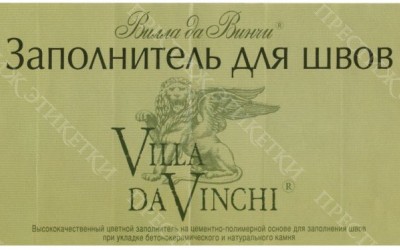 Вилла да Винчи®
Заполнитель для швов
VILLA
DA VINCHI®
Высококачественный цветной заполнитель на цементно-полимерной основе для заполнения швов
при укладке бетонокерамического и натурального камня